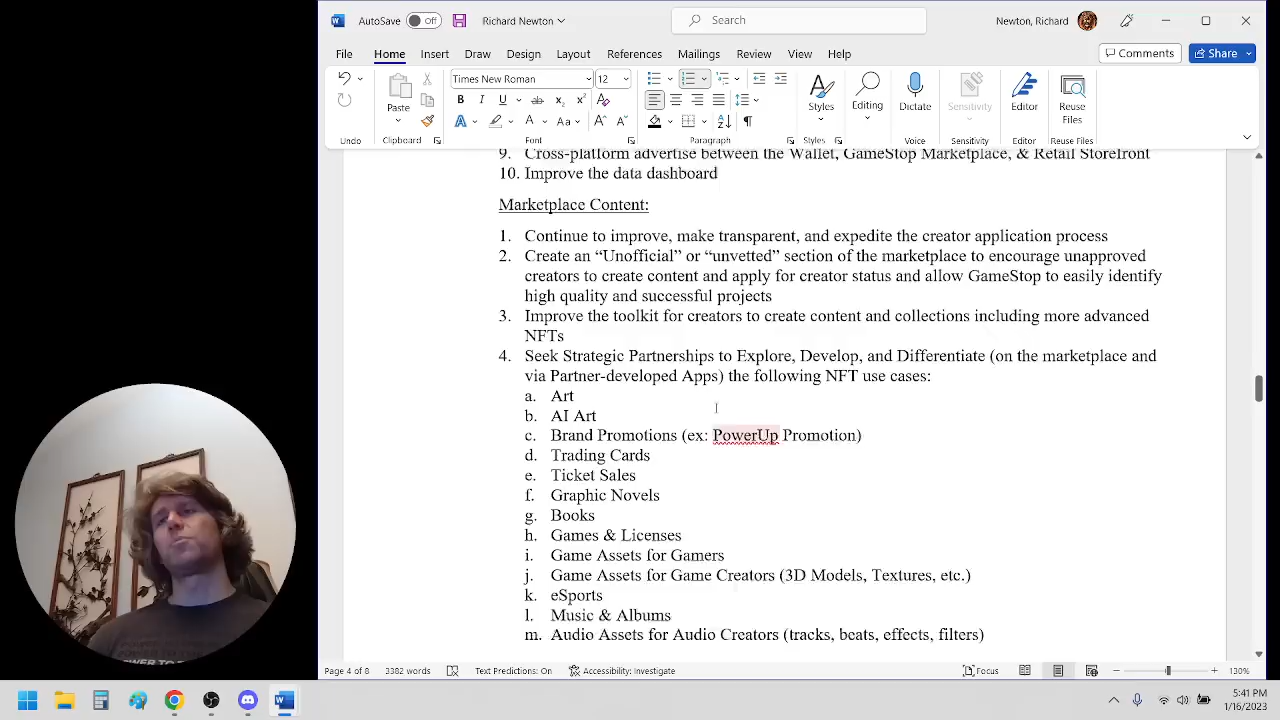 AutoSave Off Richard Newton Search Newton, Richard
File Home Insert Draw Design Layout References Mailings Review View Help Comments Share
Times New Roman 12
Paste Styles Editing Dictate Sensitivity Editor Reuse Files
Undo Clipboard Font Paragraph Styles Voice Sensitivity Editor Reuse Files
9. Cross-platform advertise between the Wallet, GameStop Marketplace, & Retail Storefront
10. Improve the data dashboard
Marketplace Content:
1. Continue to improve, make transparent, and expedite the creator application process
2. Create an “Unofficial” or “unvetted” section of the marketplace to encourage unapproved
creators to create content and apply for creator status and allow GameStop to easily identify
high quality and successful projects
3. Improve the toolkit for creators to create content and collections including more advanced
NFTs
4. Seek Strategic Partnerships to Explore, Develop, and Differentiate (on the marketplace and
via Partner-developed Apps) the following NFT use cases:
a. Art
b. AI Art
c. Brand Promotions (ex: PowerUp Promotion)
d. Trading Cards
e. Ticket Sales
f. Graphic Novels
g. Books
h. Games & Licenses
i. Game Assets for Gamers
j. Game Assets for Game Creators (3D Models, Textures, etc.)
k. eSports
l. Music & Albums
m. Audio Assets for Audio Creators (tracks, beats, effects, filters)
Page 4 of 8 3382 words Text Predictions: On Accessibility: Investigate Focus 130%
5:41 PM
1/16/2023